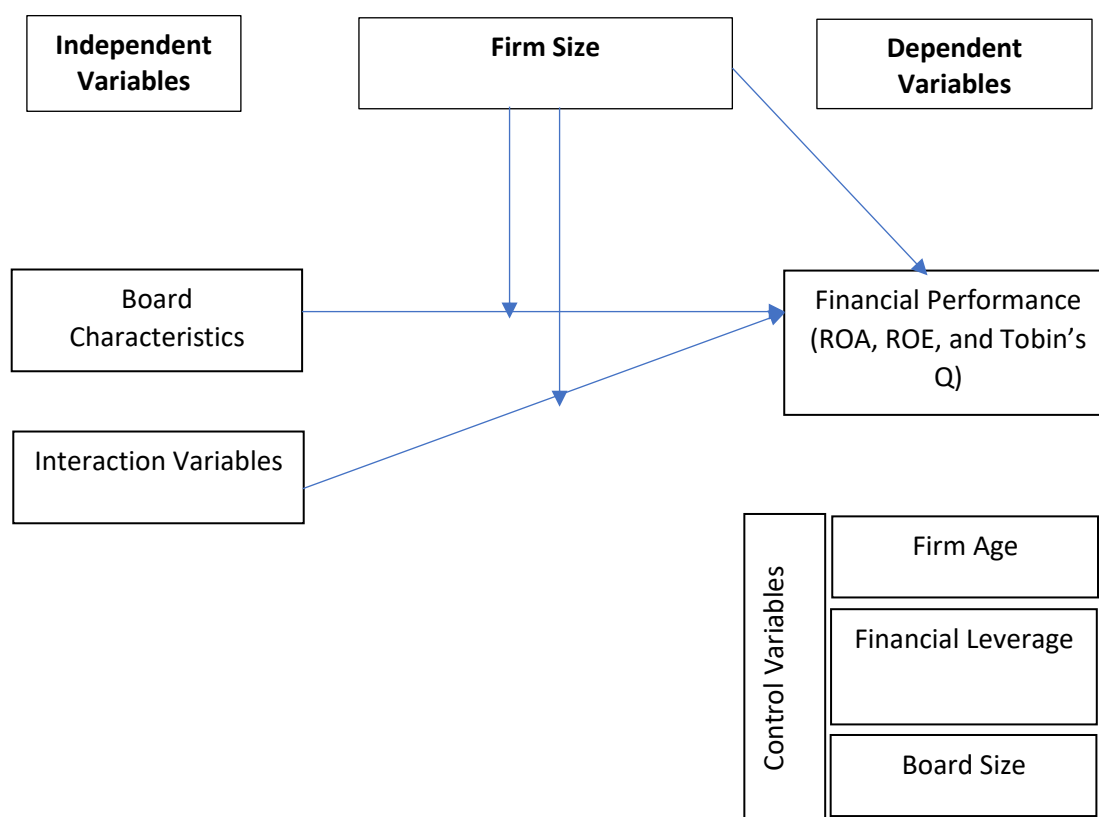 Independent
Variables
Firm Size
Dependent
Variables
Board
Characteristics
Financial Performance
(ROA, ROE, and Tobin’s
Q)
Interaction Variables
Control Variables
Firm Age
Financial Leverage
Board Size